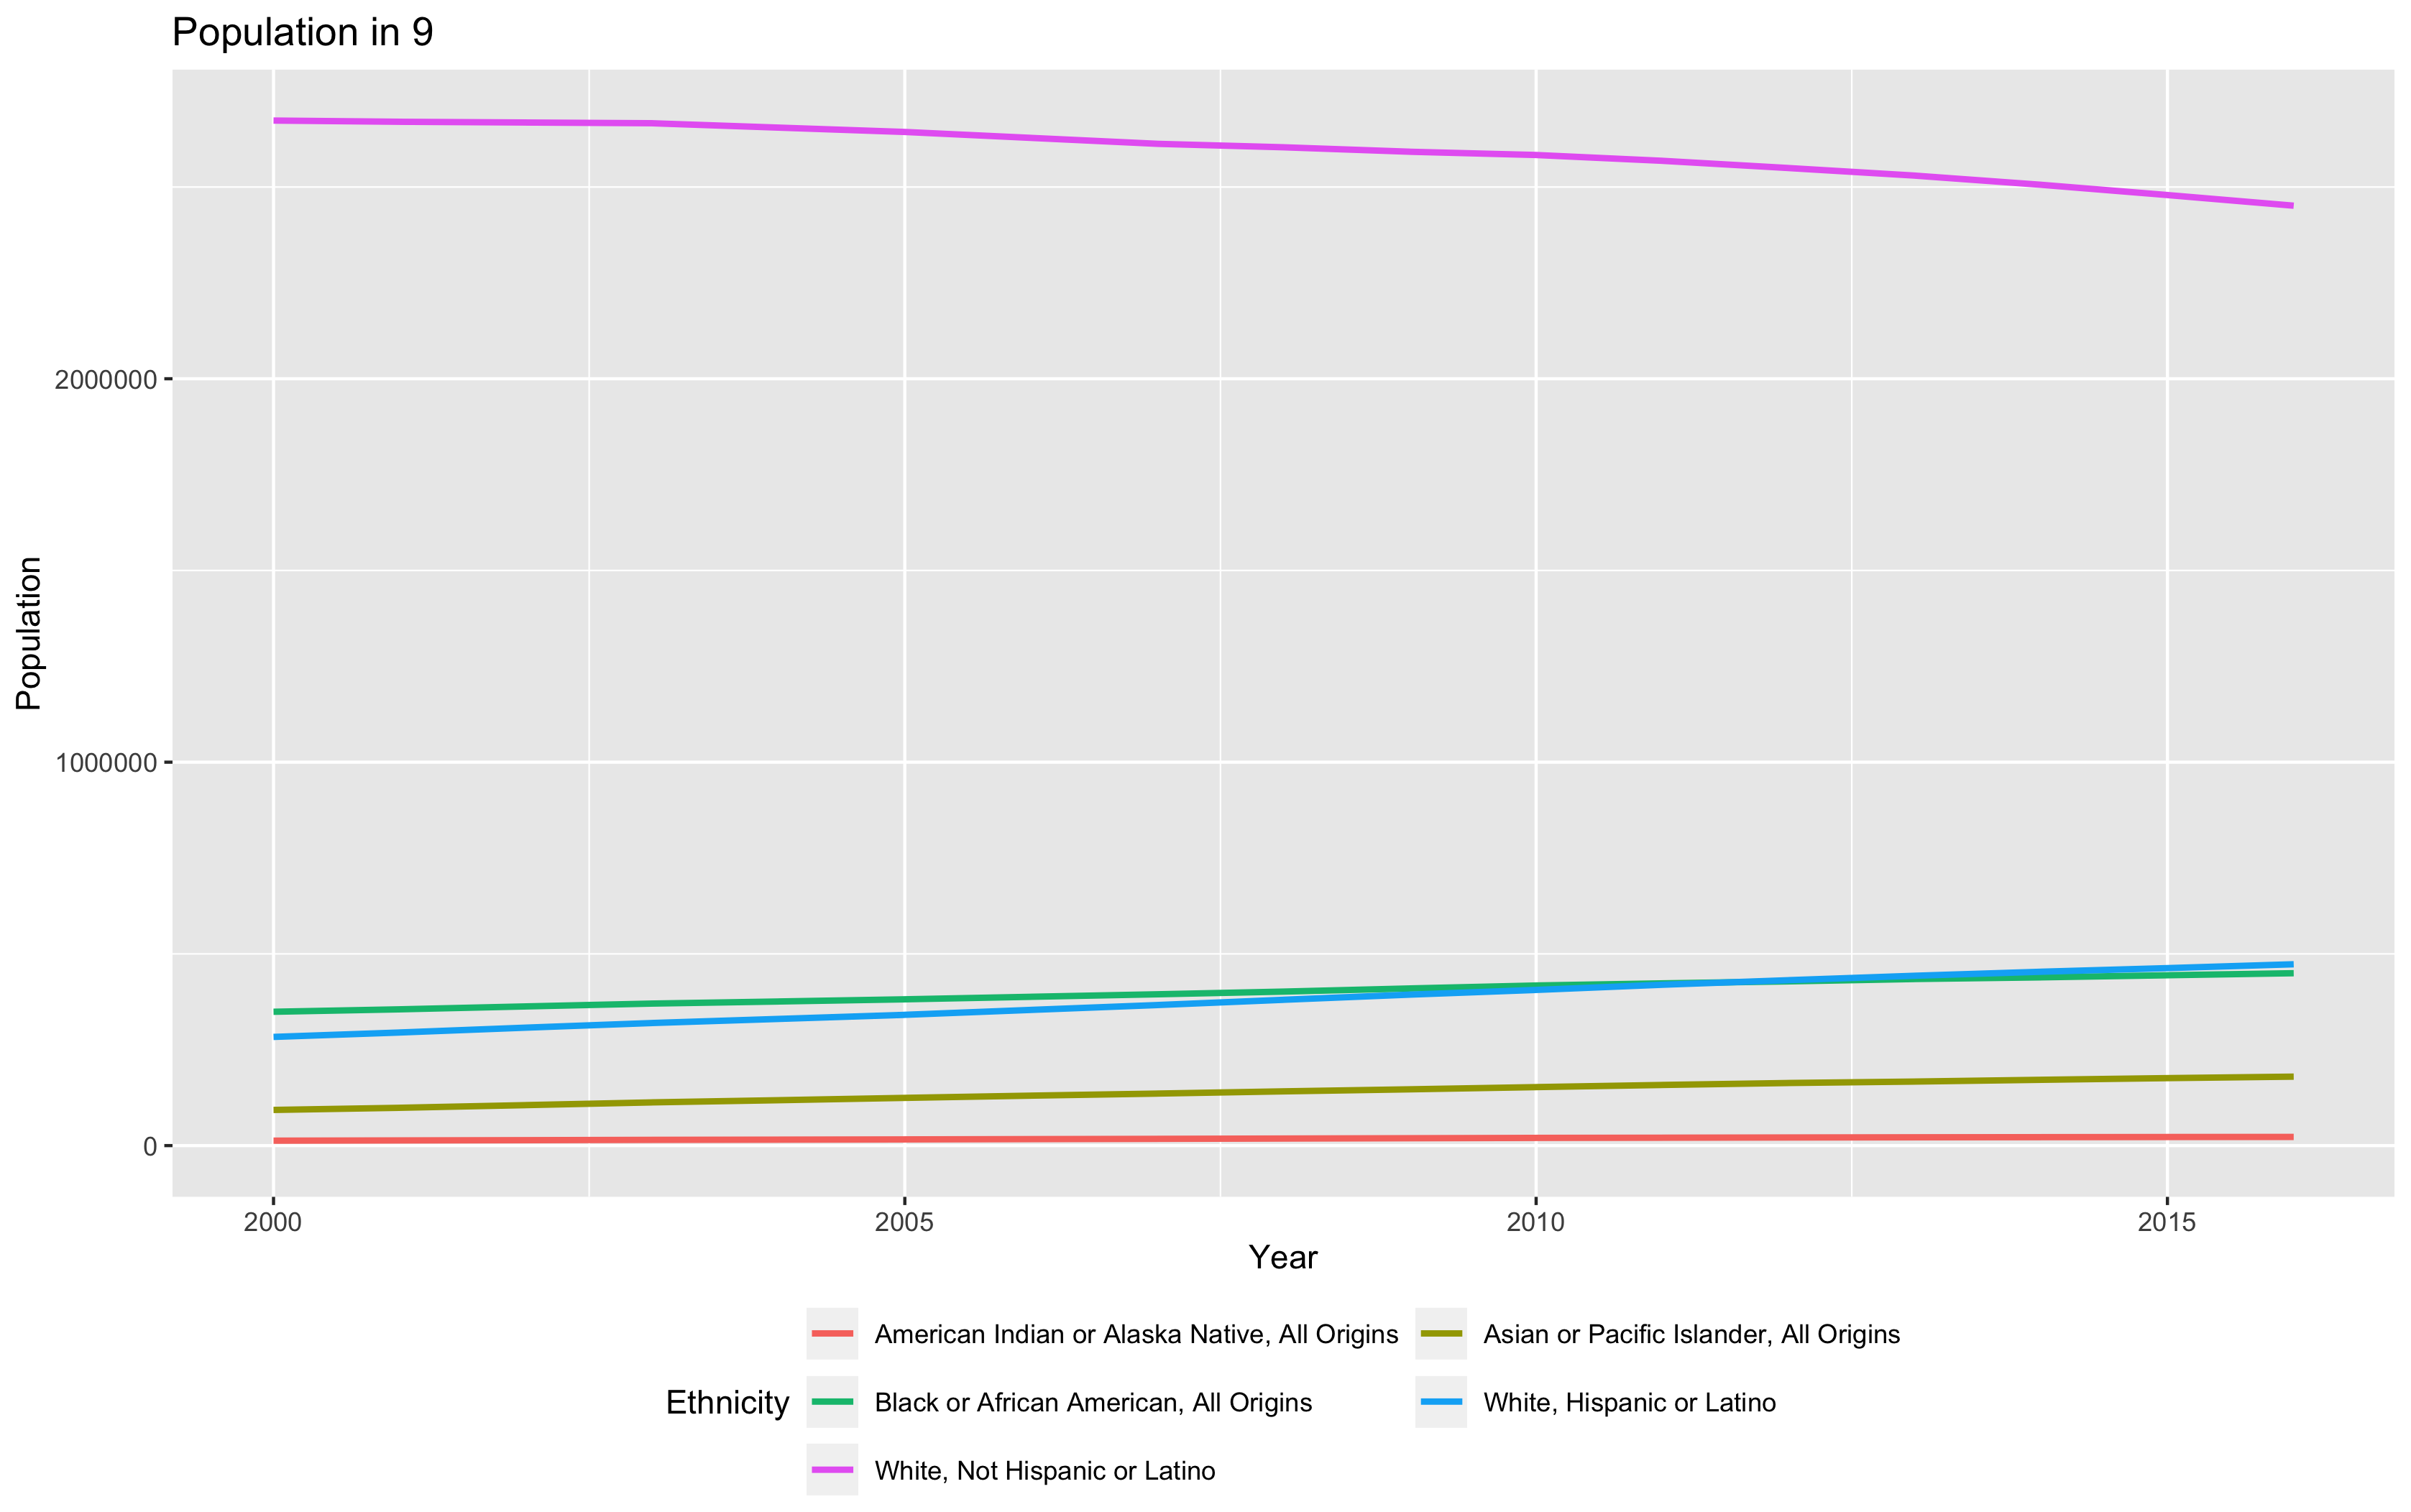 Population in 9
Population
2000000
1000000
0
2000
2005
2010
2015
Year
Ethnicity
American Indian or Alaska Native, All Origins
Asian or Pacific Islander, All Origins
Black or African American, All Origins
White, Hispanic or Latino
White, Not Hispanic or Latino